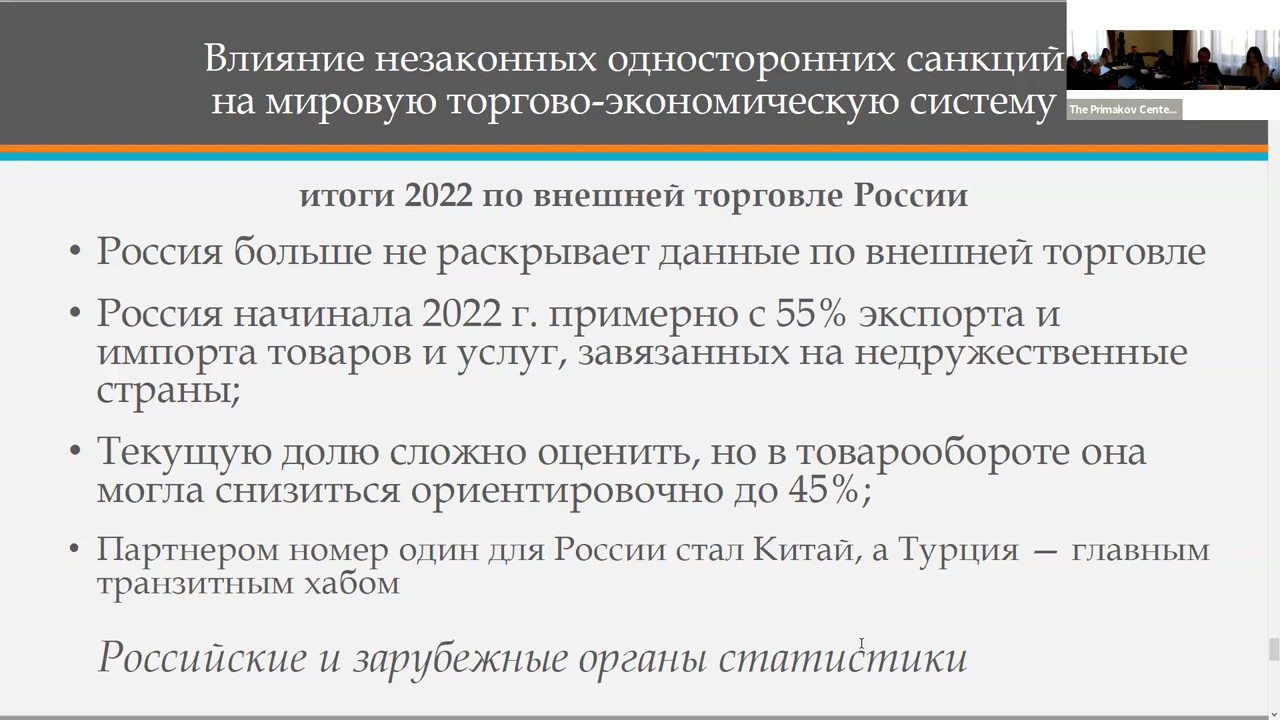 Влияние незаконных односторонних санкций
на мировую торгово-экономическую систему
The Primakov Cente...
итоги 2022 по внешней торговле России
• Россия больше не раскрывает данные по внешней торговле
• Россия начинала 2022 г. примерно с 55% экспорта и
импорта товаров и услуг, завязанных на недружественные
страны;
• Текущую долю сложно оценить, но в товарообороте она
могла снизиться ориентировочно до 45%;
• Партнером номер один для России стал Китай, а Турция — главным
транзитным хабом
Российские и зарубежные органы статистики